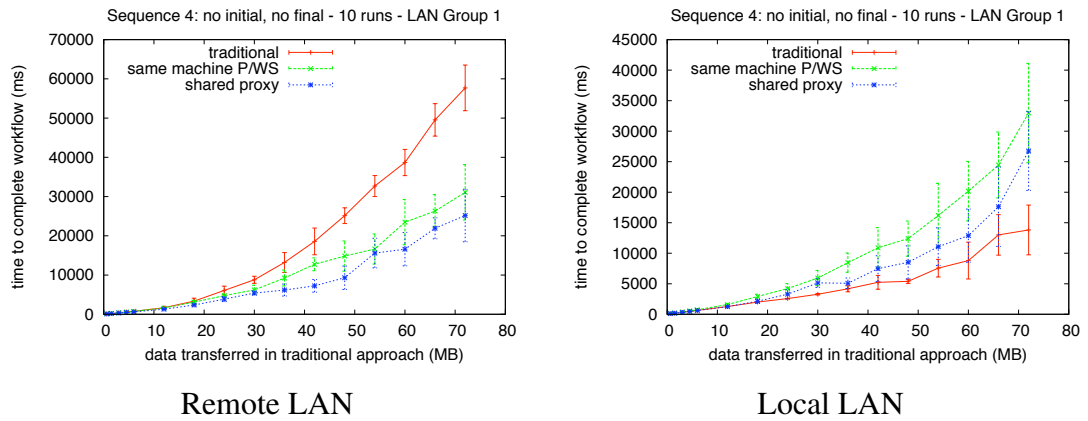 Sequence 4: no initial, no final - 10 runs - LAN Group 1
70000
60000
50000
40000
30000
20000
10000
0
time to complete workflow (ms)
traditional
same machine P/WS
shared proxy
0 10 20 30 40 50 60 70 80
data transferred in traditional approach (MB)
Remote LAN
Sequence 4: no initial, no final - 10 runs - LAN Group 1
45000
40000
35000
30000
25000
20000
15000
10000
5000
0
time to complete workflow (ms)
traditional
same machine P/WS
shared proxy
0 10 20 30 40 50 60 70 80
data transferred in traditional approach (MB)
Local LAN